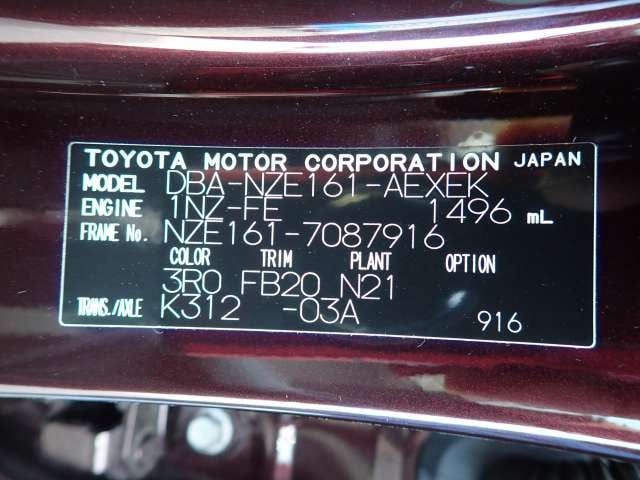 TOYOTA MOTOR CORPORATION JAPAN
MODEL DBA-NZE161-AEXEK
ENGINE 1NZ-FE 1496 mL
FRAME No. NZE161-7087916
COLOR TRIM PLANT OPTION
3R0 FB20 N21
TRANS./AXLE K312 -03A
916